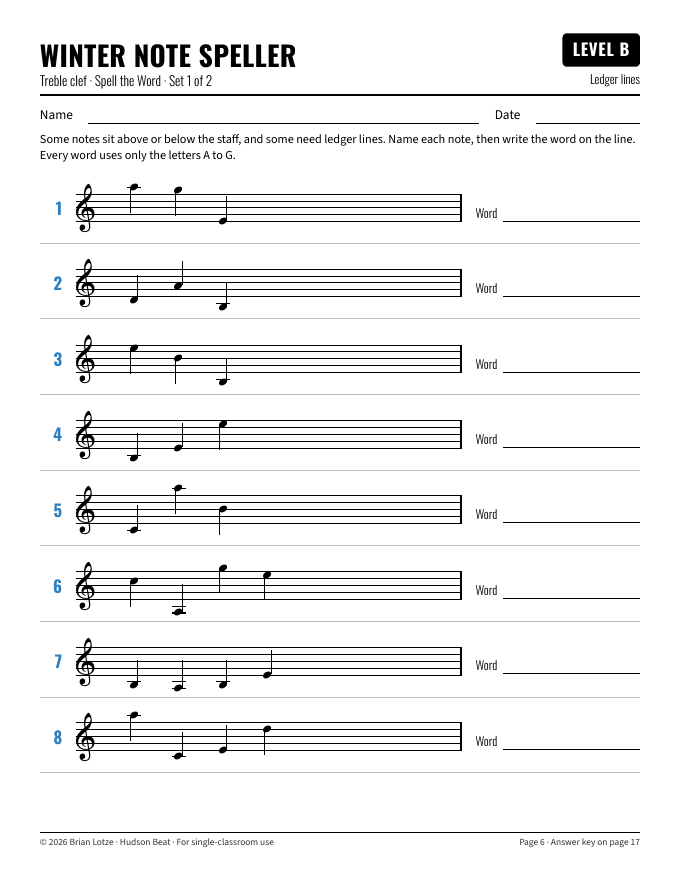 WINTER NOTE SPELLER
LEVEL B
Treble clef · Spell the Word · Set 1 of 2
Ledger lines
Name
Date
Some notes sit above or below the staff, and some need ledger lines. Name each note, then write the word on the line.
Every word uses only the letters A to G.
1 Word
2 Word
3 Word
4 Word
5 Word
6 Word
7 Word
8 Word
© 2026 Brian Lotze · Hudson Beat · For single-classroom use
Page 6 · Answer key on page 17